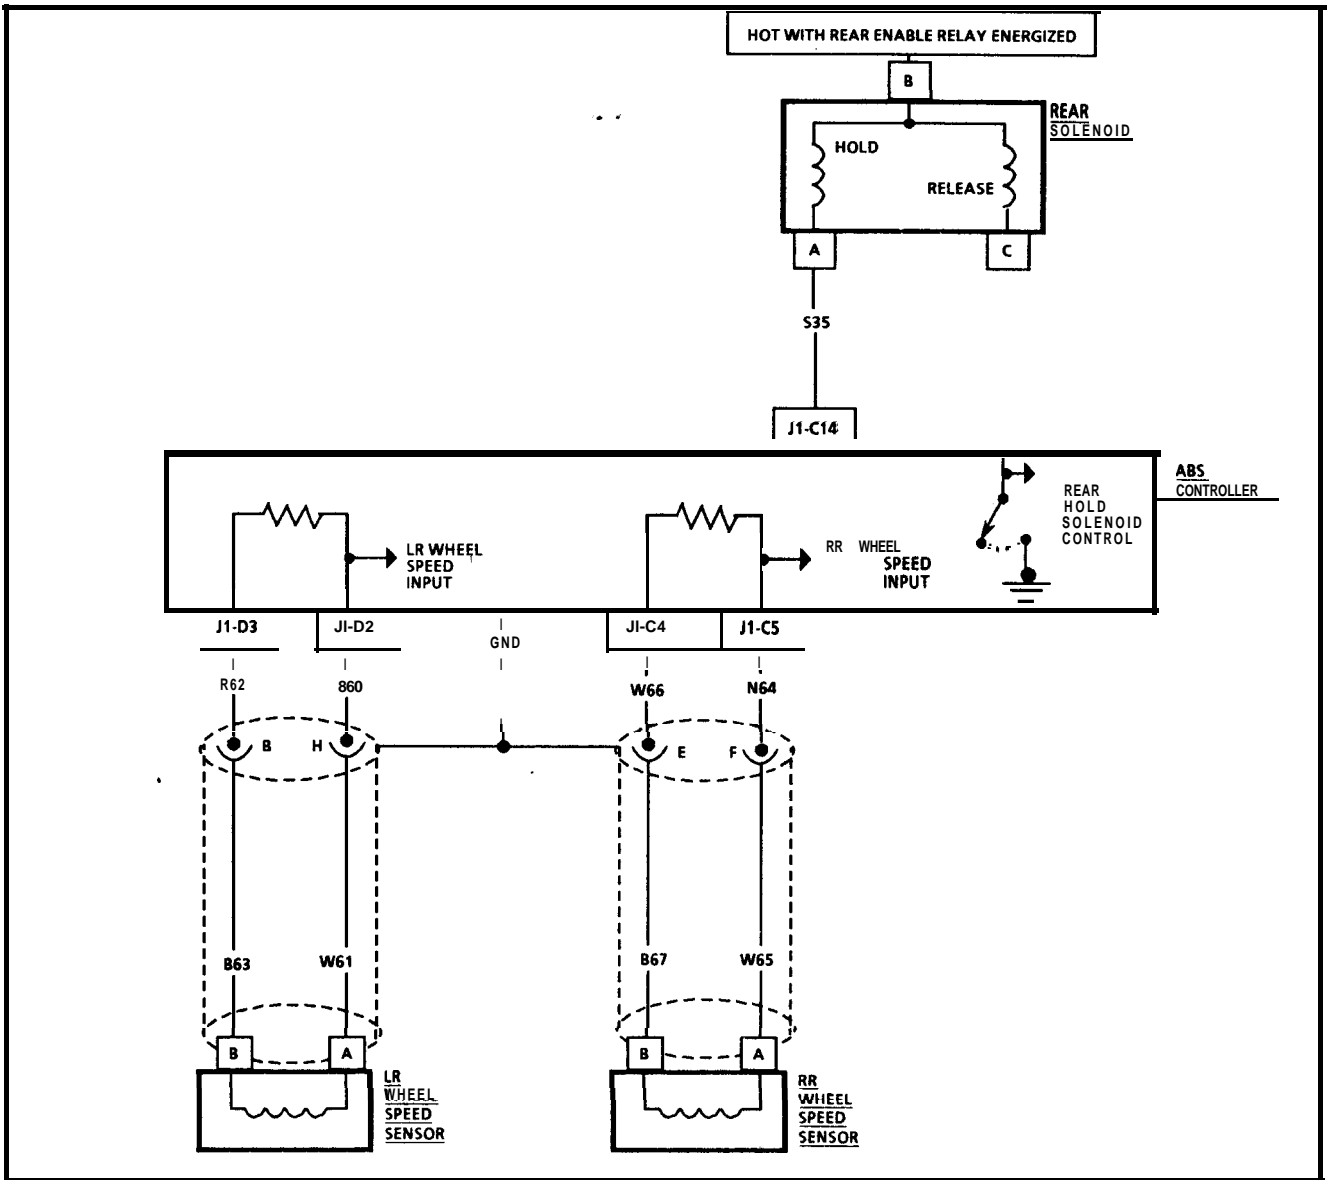 HOT WITH REAR ENABLE RELAY ENERGIZED
B
REAR
SOLENOID
HOLD
RELEASE
A
C
S35
J1-C14
ABS
CONTROLLER
REAR
HOLD
SOLENOID
CONTROL
LR WHEEL
SPEED
INPUT
RR WHEEL
SPEED
INPUT
J1-D3
JI-D2
GND
JI-C4
J1-C5
R62
860
W66
N64
B
H
E
F
B63
W61
B67
W65
B
A
B
A
LR
WHEEL
SPEED
SENSOR
RR
WHEEL
SPEED
SENSOR